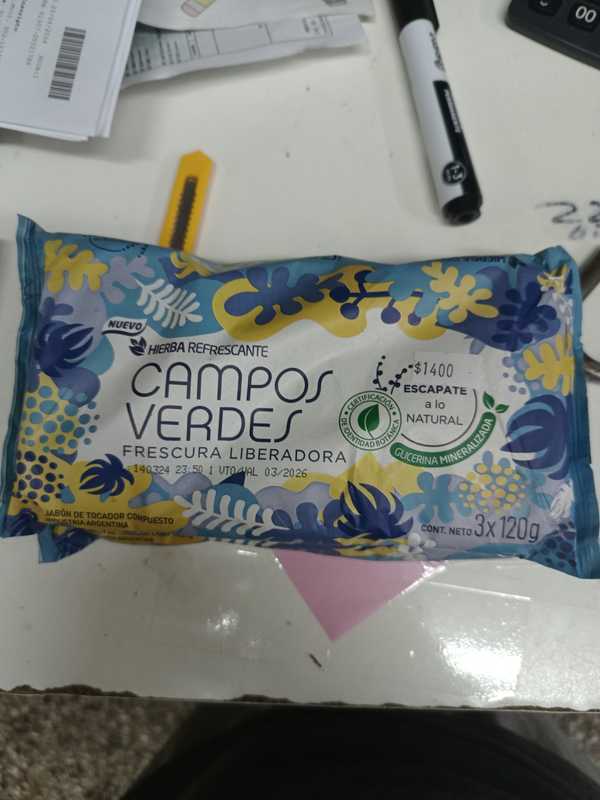 NUEVO
HIERBA REFRESCANTE
CAMPOS
VERDES
FRESCURA LIBERADORA
140324 23:50 1 VTO/VAL 03/2026
$1400
ESCAPATE
a lo
NATURAL
CERTIFICACIÓN
DE IDENTIDAD BOTÁNICA
GLICERINA MINERALIZADA
JABÓN DE TOCADOR COMPUESTO
INDUSTRIA ARGENTINA
CONT. NETO 3x120g
00